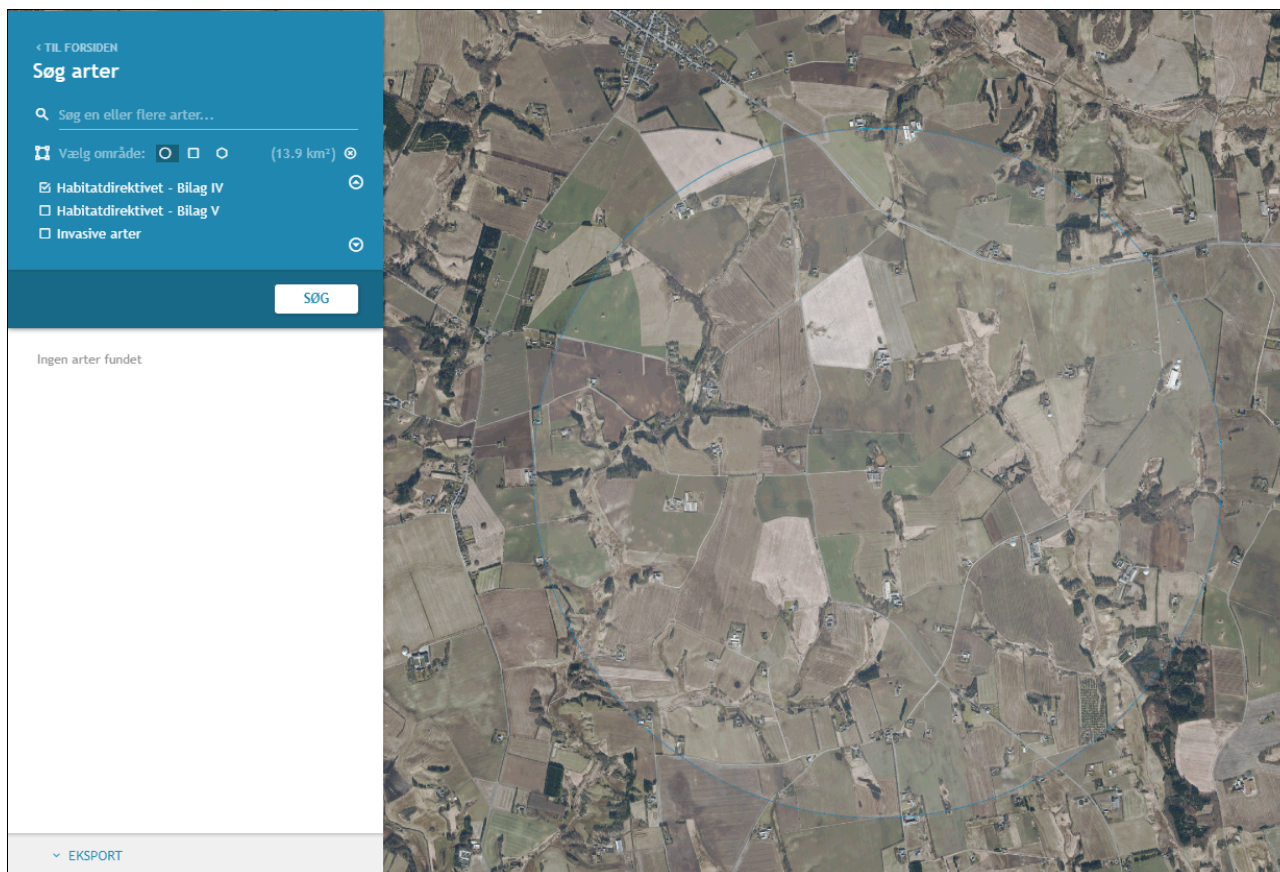 ‹ TIL FORSIDEN
Søg arter
Søg en eller flere arter...
Vælg område: (13.9 km²)
Habitatdirektivet - Bilag IV
Habitatdirektivet - Bilag V
Invasive arter
SØG
Ingen arter fundet
EKSPORT